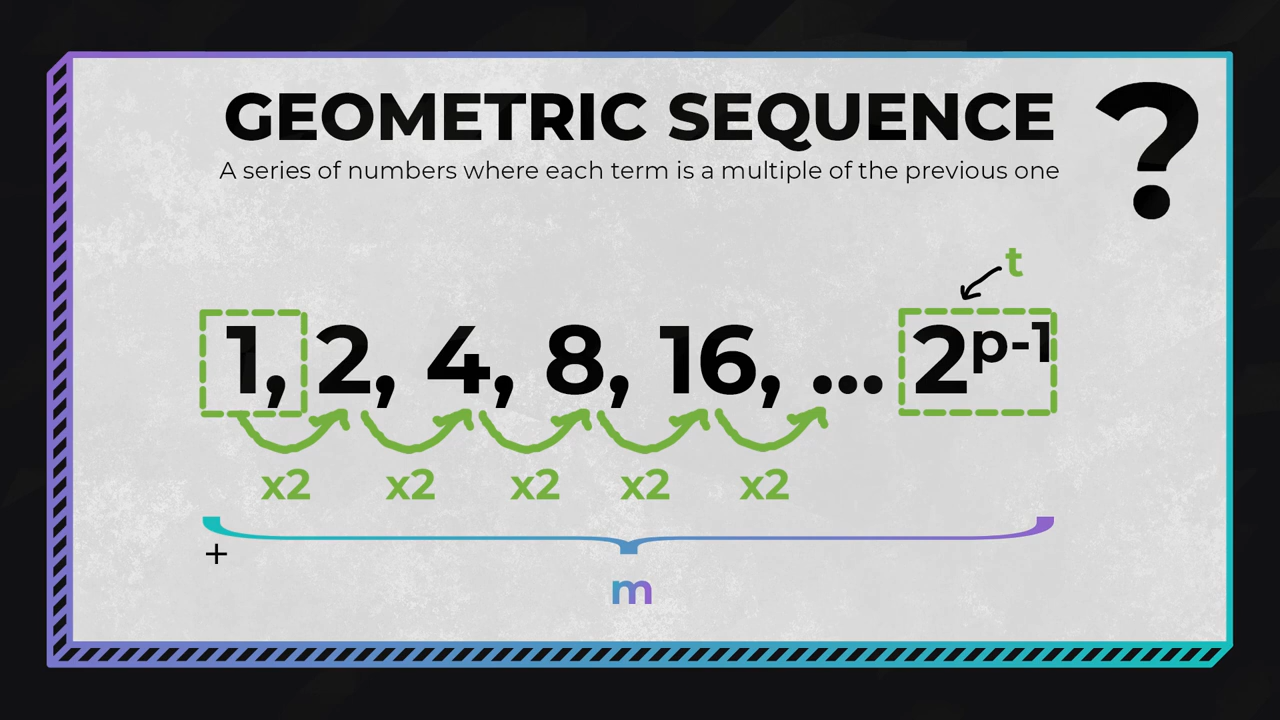 GEOMETRIC SEQUENCE
?
A series of numbers where each term is a multiple of the previous one
t
1, 2, 4, 8, 16, ... 2ᵖ⁻¹
x2 x2 x2 x2 x2
+
m